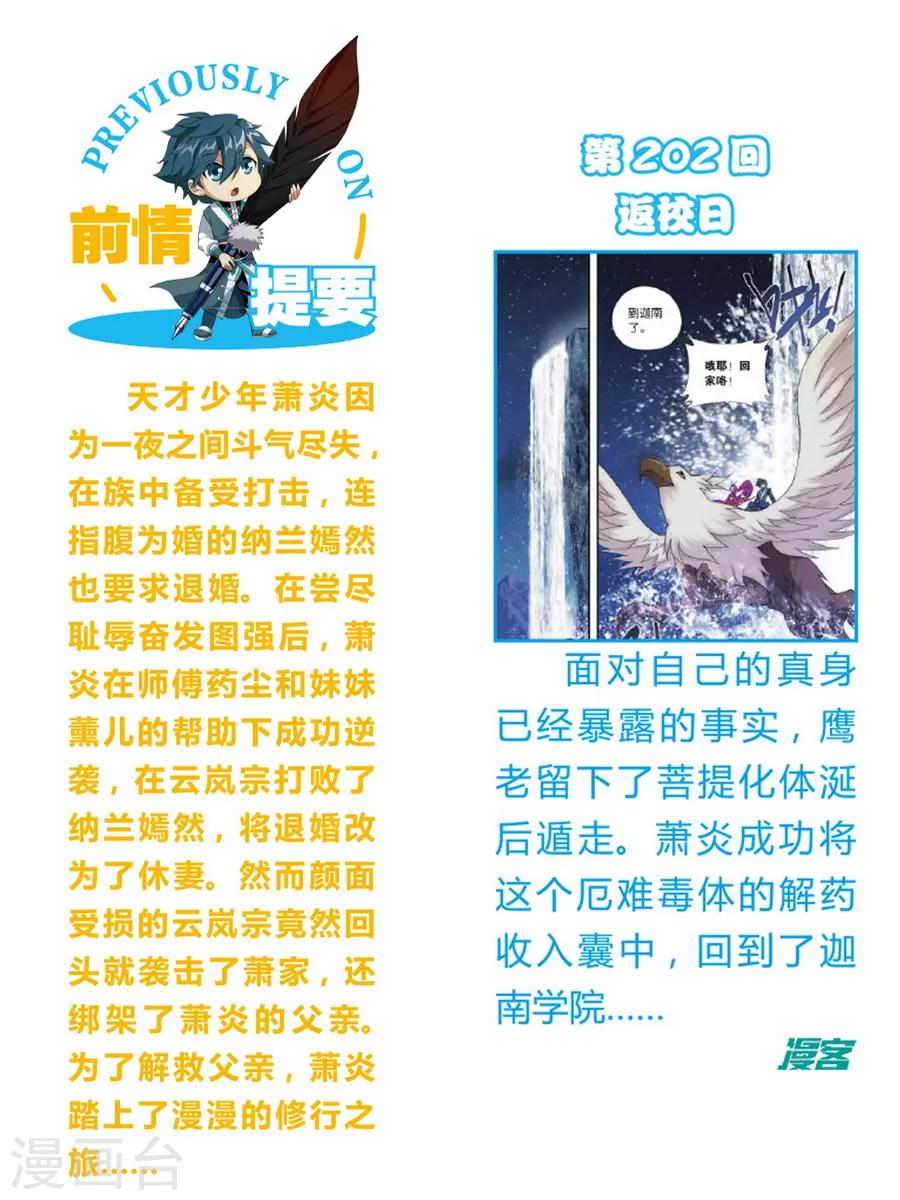 PREVIOUSLY ON
前情
提要
天才少年萧炎因
为一夜之间斗气尽失，
在族中备受打击，连
指腹为婚的纳兰嫣然
也要求退婚。在尝尽
耻辱奋发图强后，萧
炎在师傅药尘和妹妹
薰儿的帮助下成功逆
袭，在云岚宗打败了
纳兰嫣然，将退婚改
为了休妻。然而颜面
受损的云岚宗竟然回
头就袭击了萧家，还
绑架了萧炎的父亲。
为了解救父亲，萧炎
踏上了漫漫的修行之
旅……
第202回
返校日
到迦南
了。
哦耶！回
家咯！
面对自己的真身
已经暴露的事实，鹰
老留下了菩提化体涎
后遁走。萧炎成功将
这个厄难毒体的解药
收入囊中，回到了迦
南学院……
漫客
漫画台